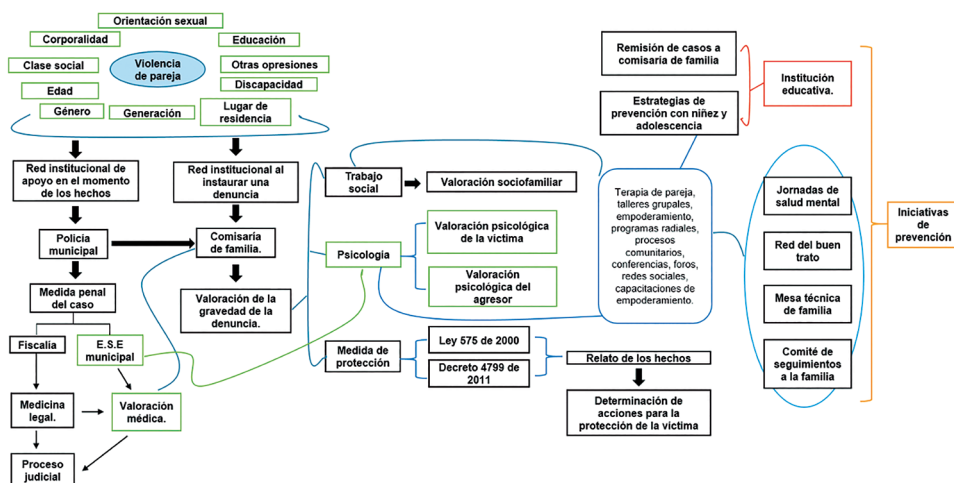 Orientación sexual
Corporalidad
Educación
Clase social
Violencia
de pareja
Otras opresiones
Edad
Discapacidad
Género
Generación
Lugar de
residencia
Red institucional de
apoyo en el momento
de los hechos
Red institucional al
instaurar una
denuncia
Policía
municipal
Comisaría
de familia.
Medida penal
del caso
Valoración de la
gravedad de la
denuncia.
Fiscalía
E.S.E
municipal
Medicina
legal.
Valoración
médica.
Proceso
judicial
Trabajo
social
Valoración sociofamiliar
Psicología
Valoración psicológica
de la víctima
Valoración
psicológica del
agresor
Medida de
protección
Ley 575 de 2000
Decreto 4799 de
2011
Relato de los hechos
Determinación de
acciones para la
protección de la víctima
Terapia de pareja,
talleres grupales,
empoderamiento,
programas radiales,
procesos
comunitarios,
conferencias, foros,
redes sociales,
capacitaciones de
empoderamiento.
Remisión de casos a
comisaria de familia
Estrategias de
prevención con niñez y
adolescencia
Institución
educativa.
Jornadas de
salud mental
Red del buen
trato
Mesa técnica
de familia
Comité de
seguimientos
a la familia
Iniciativas
de
prevención